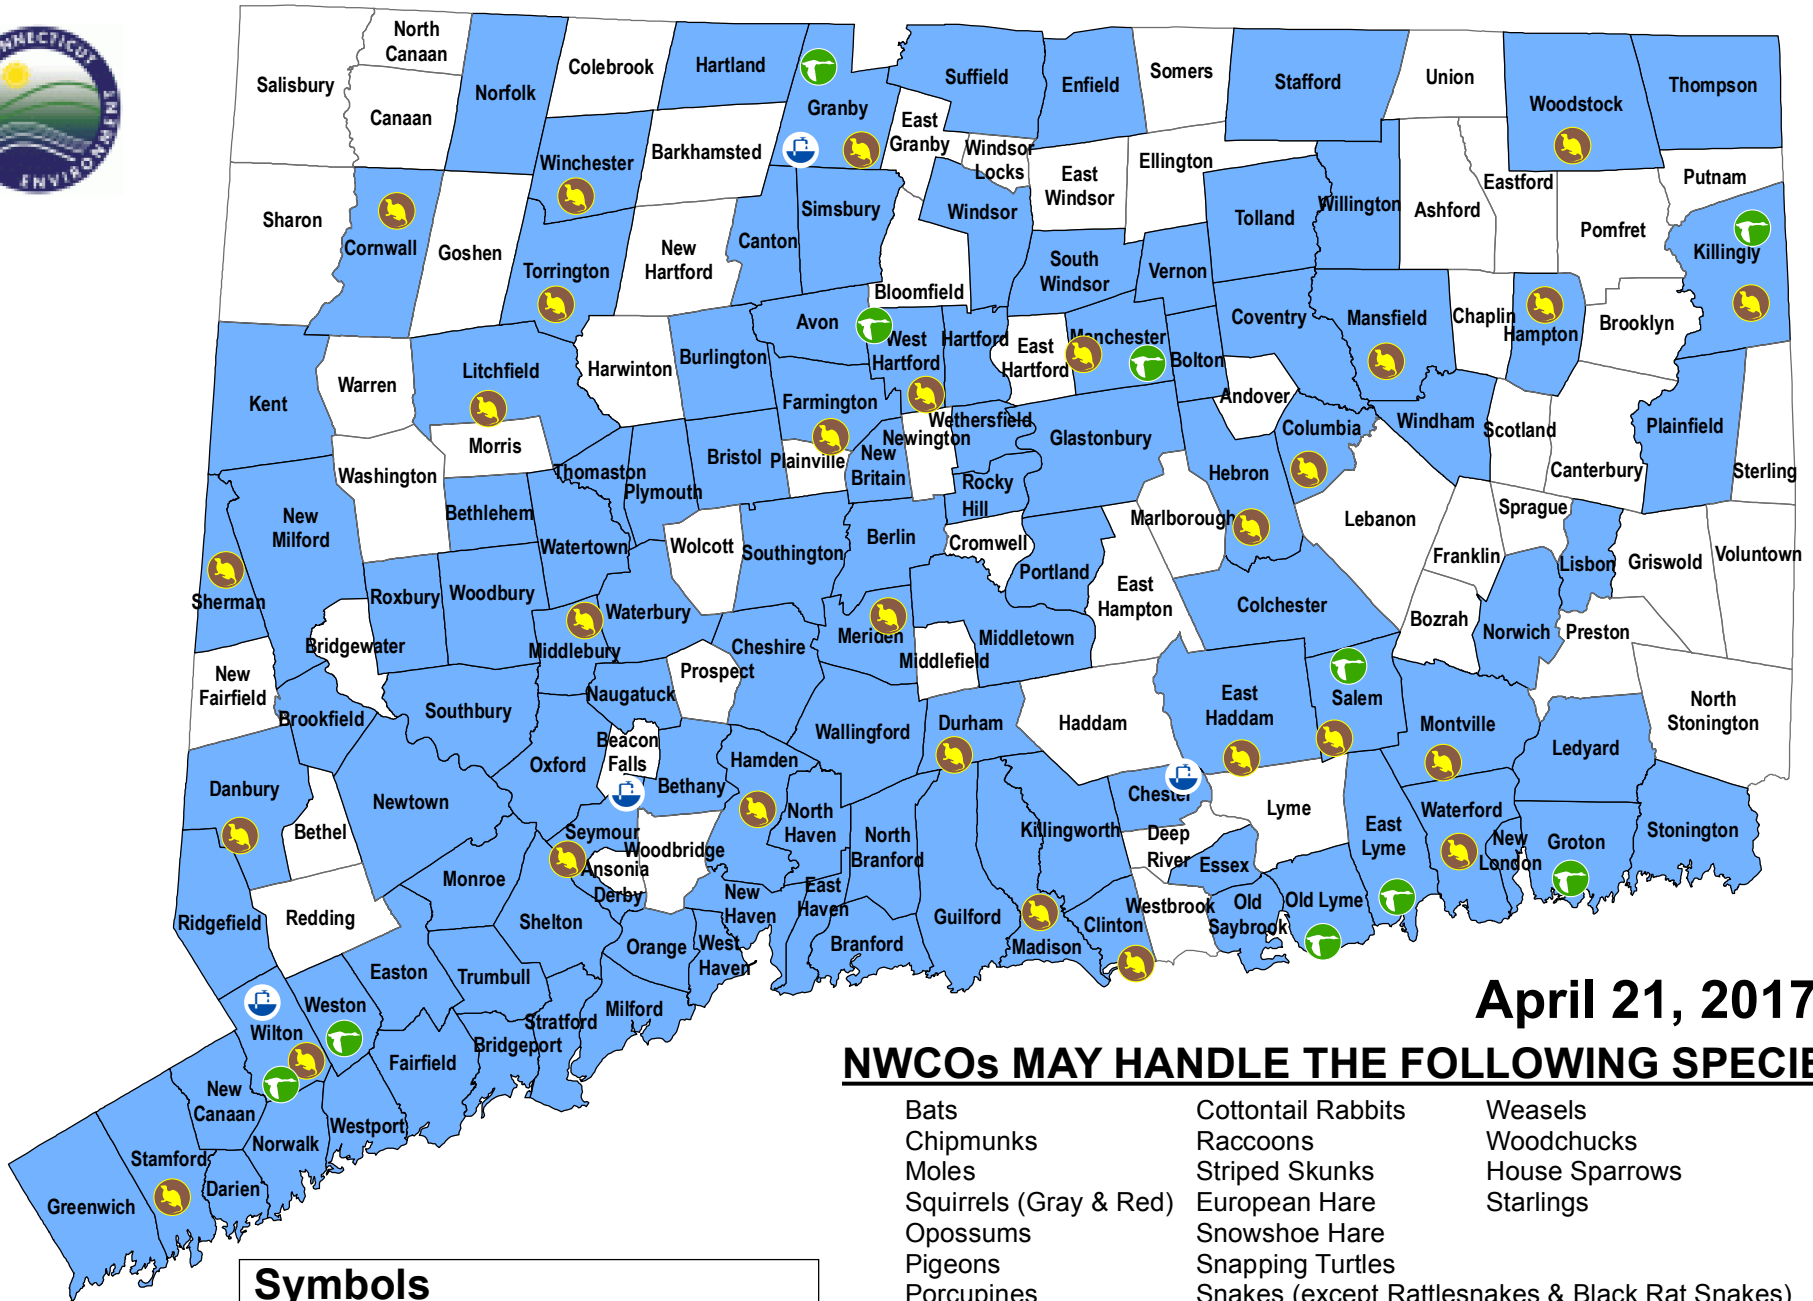 CONNECTICUT
ENVIRONMENT
North
Canaan
Salisbury
Canaan
Norfolk
Colebrook
Hartland
Granby
Suffield
Enfield
Somers
Stafford
Union
Woodstock
Thompson
Winchester
Barkhamsted
East
Granby
Windsor
Locks
East
Windsor
Ellington
Eastford
Putnam
Sharon
Cornwall
Goshen
Torrington
New
Hartford
Canton
Simsbury
Windsor
Bloomfield
South
Windsor
Vernon
Tolland
Willington
Ashford
Pomfret
Killingly
Kent
Warren
Litchfield
Harwinton
Burlington
Avon
West
Hartford
Hartford
East
Hartford
Manchester
Bolton
Coventry
Mansfield
Chaplin
Hampton
Brooklyn
Andover
Morris
Washington
Thomaston
Plymouth
Bristol
Plainville
Farmington
New
Britain
Newington
Wethersfield
Rocky
Hill
Glastonbury
Hebron
Columbia
Windham
Scotland
Canterbury
Plainfield
Sterling
New
Milford
Bethlehem
Watertown
Wolcott
Southington
Berlin
Cromwell
Portland
Marlborough
East
Hampton
Lebanon
Sprague
Franklin
Lisbon
Griswold
Voluntown
Sherman
Roxbury
Woodbury
Bridgewater
Middlebury
Waterbury
Cheshire
Meriden
Middlefield
Middletown
Colchester
Bozrah
Norwich
Preston
New
Fairfield
Brookfield
Southbury
Naugatuck
Prospect
Wallingford
Durham
Haddam
East
Haddam
Salem
Montville
Ledyard
North
Stonington
Danbury
Bethel
Newtown
Oxford
Beacon
Falls
Bethany
Hamden
North
Haven
North
Branford
Killingworth
Chester
Deep
River
Essex
Lyme
East
Lyme
Waterford
New
London
Groton
Stonington
Seymour
Ansonia
Derby
Woodbridge
Ridgefield
Redding
Monroe
Shelton
Orange
West
Haven
New
Haven
East
Haven
Branford
Guilford
Madison
Clinton
Westbrook
Old
Saybrook
Old Lyme
Weston
Wilton
Easton
Trumbull
Stratford
Milford
Bridgeport
Fairfield
New
Canaan
Norwalk
Westport
Stamford
Darien
Greenwich
April 21, 2017
NWCOs MAY HANDLE THE FOLLOWING SPECIE
Bats Cottontail Rabbits Weasels
Chipmunks Raccoons Woodchucks
Moles Striped Skunks House Sparrows
Squirrels (Gray & Red) European Hare Starlings
Opossums Snowshoe Hare
Pigeons Snapping Turtles
Porcupines Snakes (except Rattlesnakes & Black Rat Snakes)
Symbols